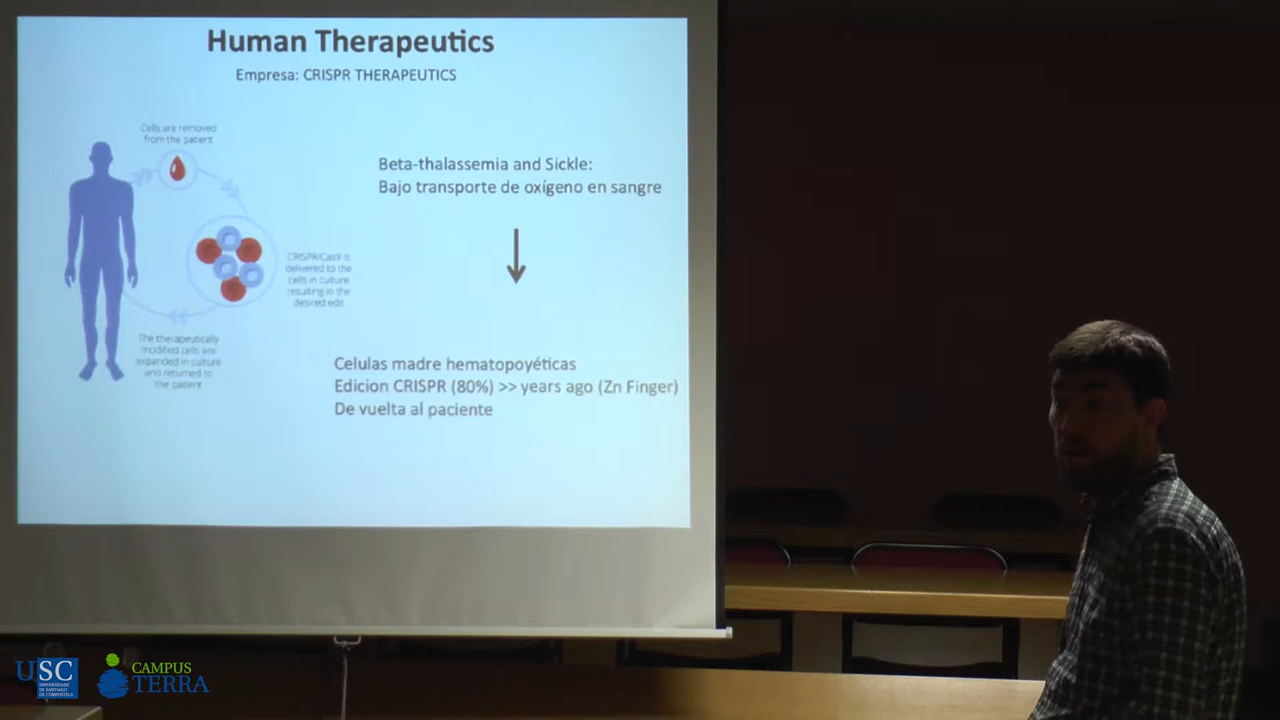 Human Therapeutics
Empresa: CRISPR THERAPEUTICS
Cells are removed
from the patient
Beta-thalassemia and Sickle:
Bajo transporte de oxígeno en sangre
CRISPR/Cas9 is
delivered to the
cells in culture
resulting in the
desired edit
The therapeutically
modified cells are
expanded in culture
and returned to
the patient
Celulas madre hematopoyéticas
Edicion CRISPR (80%) >> years ago (Zn Finger)
De vuelta al paciente
USC
UNIVERSIDADE
DE SANTIAGO
DE COMPOSTELA
CAMPUS
TERRA